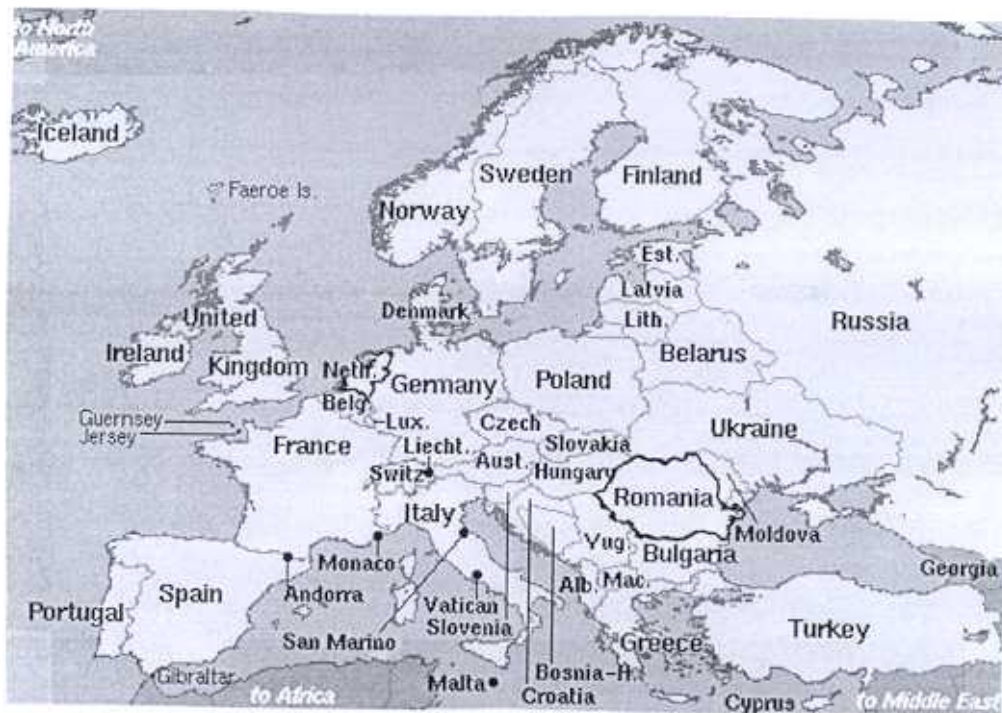 to North
America
Iceland
Faeroe Is.
Sweden
Finland
Norway
Est.
Latvia
Denmark
Lith.
Russia
United
Kingdom
Ireland
Belarus
Neth.
Germany
Poland
Belg.
Guernsey
Jersey
Lux.
Czech
Ukraine
France
Liecht.
Slovakia
Switz.
Aust.
Hungary
Romania
Italy
Moldova
Yug.
Bulgaria
Monaco
Georgia
Andorra
Alb.
Mac.
Spain
Portugal
Vatican
Slovenia
San Marino
Greece
Turkey
Gibraltar
Malta
Bosnia-H.
Croatia
Cyprus
to Africa
to Middle East